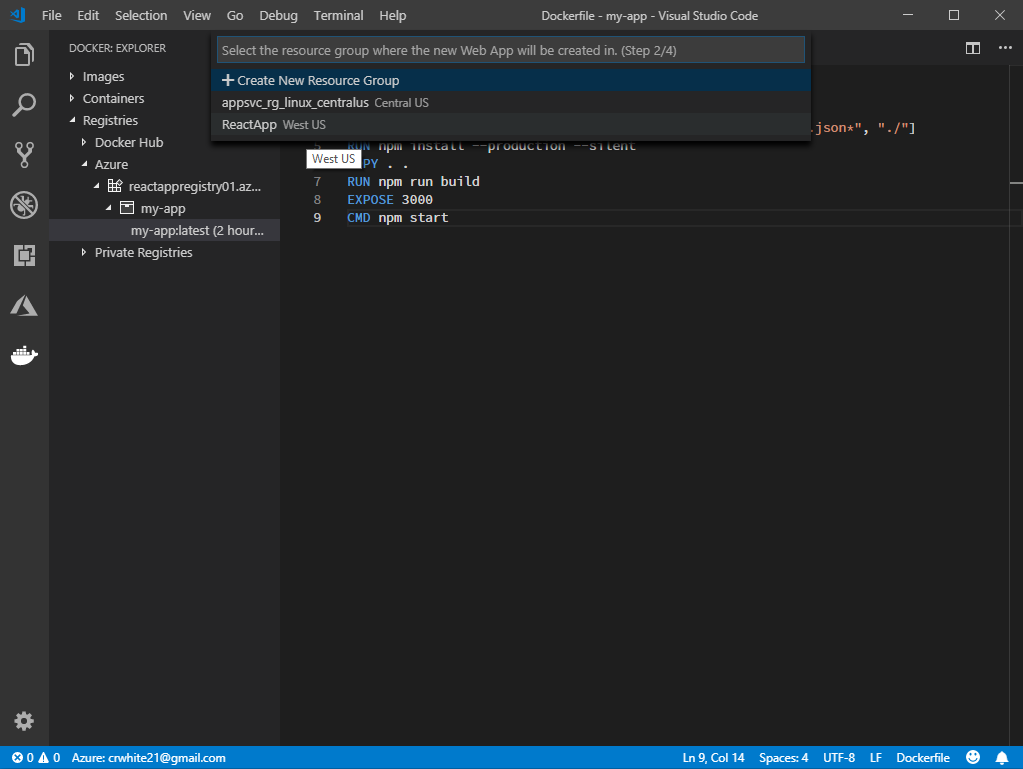 File Edit Selection View Go Debug Terminal Help Dockerfile - my-app - Visual Studio Code
DOCKER: EXPLORER
Images
Containers
Registries
Docker Hub
Azure
reactappregistry01.az...
my-app
my-app:latest (2 hour...
Private Registries
Select the resource group where the new Web App will be created in. (Step 2/4)
Create New Resource Group
appsvc_rg_linux_centralus Central US
ReactApp West US
.json*", "./"]
5 RUN npm install --production --silent
West US
PY . .
7 RUN npm run build
8 EXPOSE 3000
9 CMD npm start
0 0 Azure: crwhite21@gmail.com Ln 9, Col 14 Spaces: 4 UTF-8 LF Dockerfile